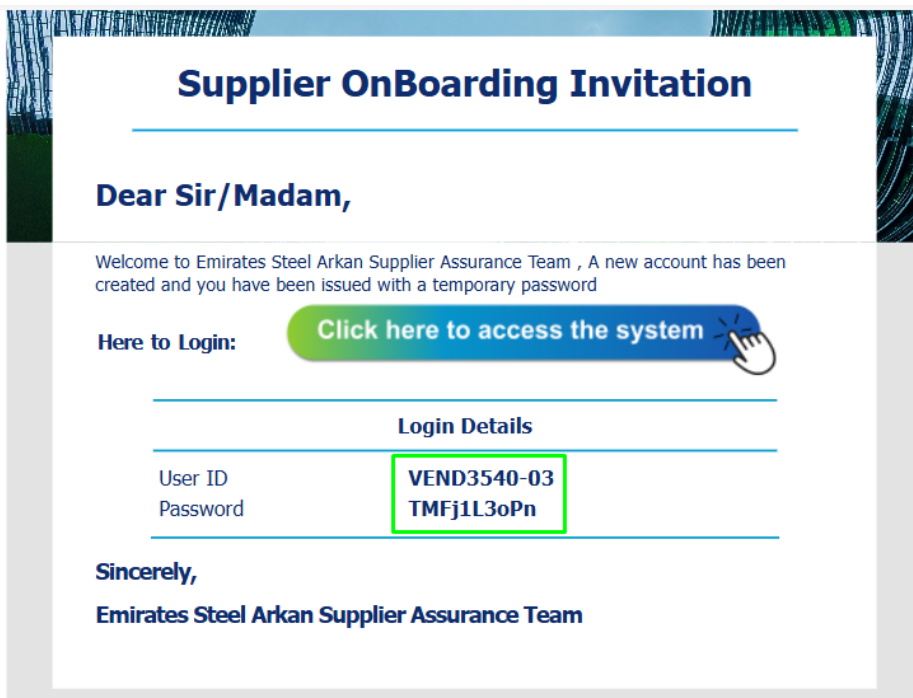 Supplier OnBoarding Invitation
Dear Sir/Madam,
Welcome to Emirates Steel Arkan Supplier Assurance Team , A new account has been
created and you have been issued with a temporary password
Here to Login:
Click here to access the system
Login Details
User ID VEND3540-03
Password TMFj1L3oPn
Sincerely,
Emirates Steel Arkan Supplier Assurance Team